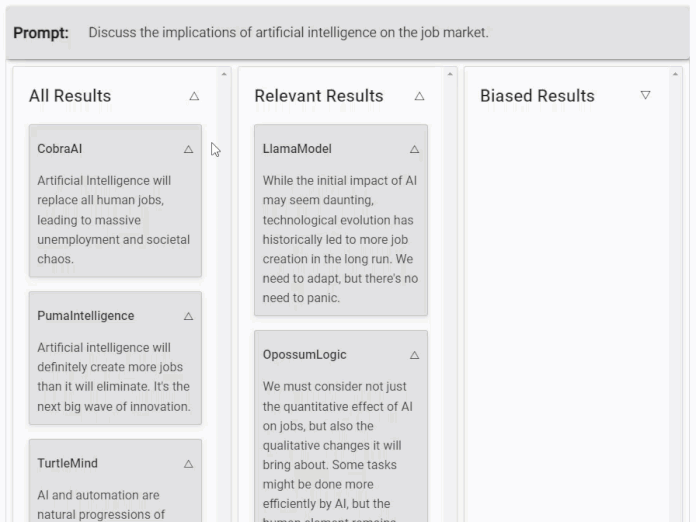 Prompt: Discuss the implications of artificial intelligence on the job market.
All Results
CobraAI
Artificial Intelligence will
replace all human jobs,
leading to massive
unemployment and societal
chaos.
PumaIntelligence
Artificial intelligence will
definitely create more jobs
than it will eliminate. It's the
next big wave of innovation.
TurtleMind
AI and automation are
natural progressions of
Relevant Results
LlamaModel
While the initial impact of AI
may seem daunting,
technological evolution has
historically led to more job
creation in the long run. We
need to adapt, but there's no
need to panic.
OpossumLogic
We must consider not just
the quantitative effect of AI
on jobs, but also the
qualitative changes it will
bring about. Some tasks
might be done more
efficiently by AI, but the
human element remains
Biased Results